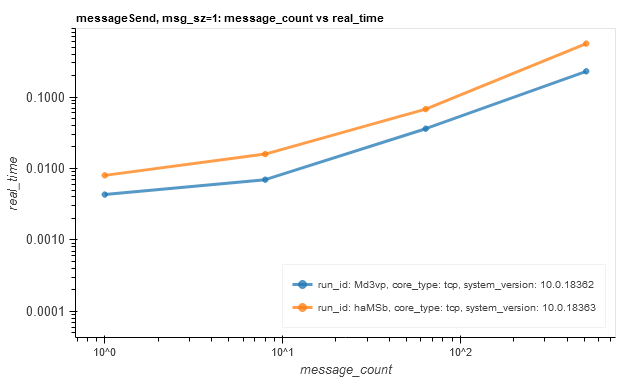 messageSend, msg_sz=1: message_count vs real_time
0.1000
0.0100
0.0010
0.0001
real_time
run_id: Md3vp, core_type: tcp, system_version: 10.0.18362
run_id: haMSb, core_type: tcp, system_version: 10.0.18363
10^0
10^1
10^2
message_count